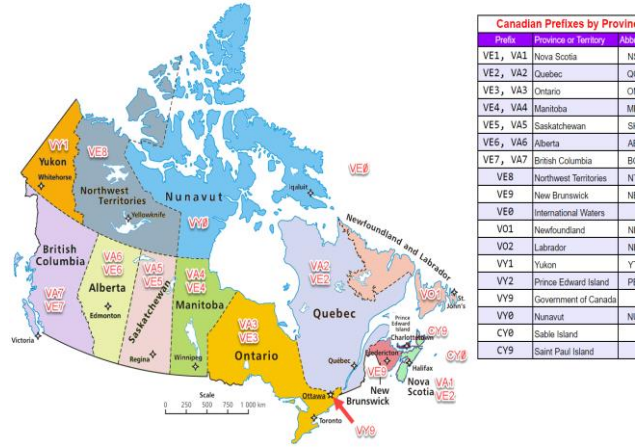 VY1
Yukon
Whitehorse
VE8
Northwest
Territories
Yellowknife
Nunavut
VY0
Iqaluit
VE0
British
Columbia
VA7
VE7
Victoria
VA6
VE6
Alberta
Edmonton
VA5
VE5
Saskatchewan
Regina
VA4
VE4
Manitoba
Winnipeg
VA3
VE3
Ontario
Ottawa
Toronto
VY9
VA2
VE2
Quebec
Québec
Newfoundland and Labrador
VO1
St.
John's
Prince
Edward
Island
Charlottetown
CY9
CY0
Fredericton
VE9
New
Brunswick
Halifax
Nova
Scotia
VA1
VE2
Scale
0 250 500 750 1 000 km
Canadian Prefixes by Provinc
Prefix Province or Territory Abb
VE1, VA1 Nova Scotia NS
VE2, VA2 Quebec QC
VE3, VA3 Ontario ON
VE4, VA4 Manitoba MB
VE5, VA5 Saskatchewan SK
VE6, VA6 Alberta AB
VE7, VA7 British Columbia BC
VE8 Northwest Territories NT
VE9 New Brunswick NB
VE0 International Waters
VO1 Newfoundland NL
VO2 Labrador NL
VY1 Yukon YT
VY2 Prince Edward Island PE
VY9 Government of Canada
VY0 Nunavut NU
CY0 Sable Island
CY9 Saint Paul Island